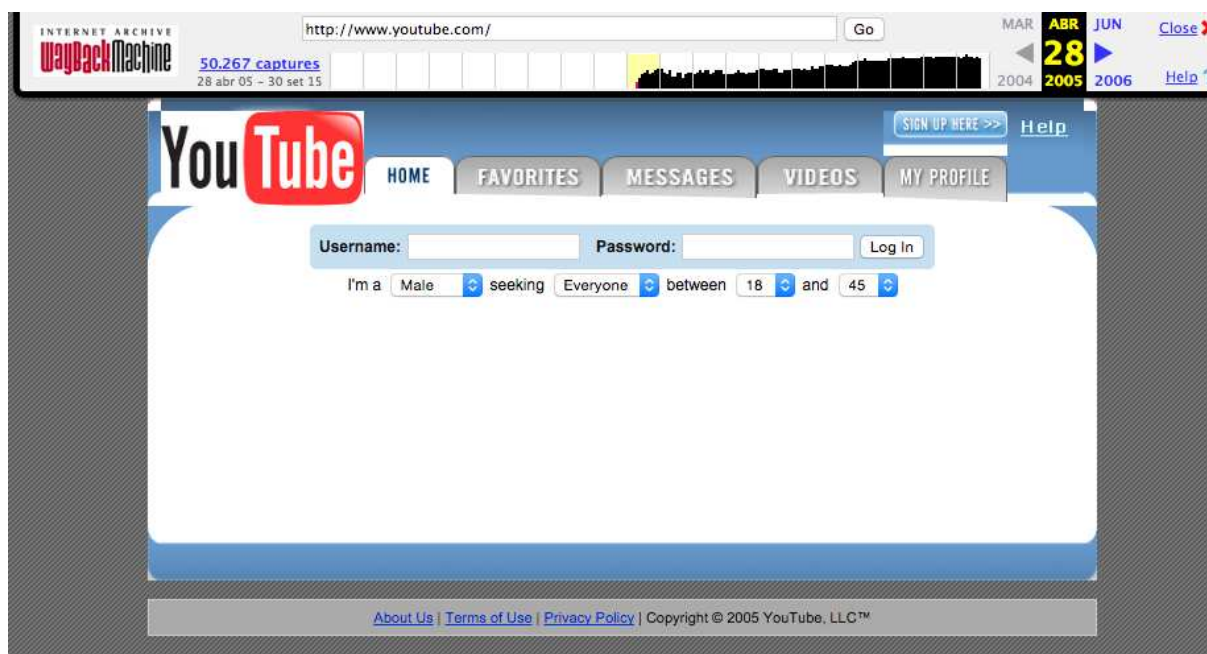 INTERNET ARCHIVE
WayBackMachine
http://www.youtube.com/ Go
50.267 captures
28 abr 05 - 30 set 15
MAR ABR JUN
28
2004 2005 2006
Close
Help
YouTube
SIGN UP HERE >> Help
HOME FAVORITES MESSAGES VIDEOS MY PROFILE
Username: Password: Log In
I'm a Male seeking Everyone between 18 and 45
About Us | Terms of Use | Privacy Policy | Copyright © 2005 YouTube, LLC™